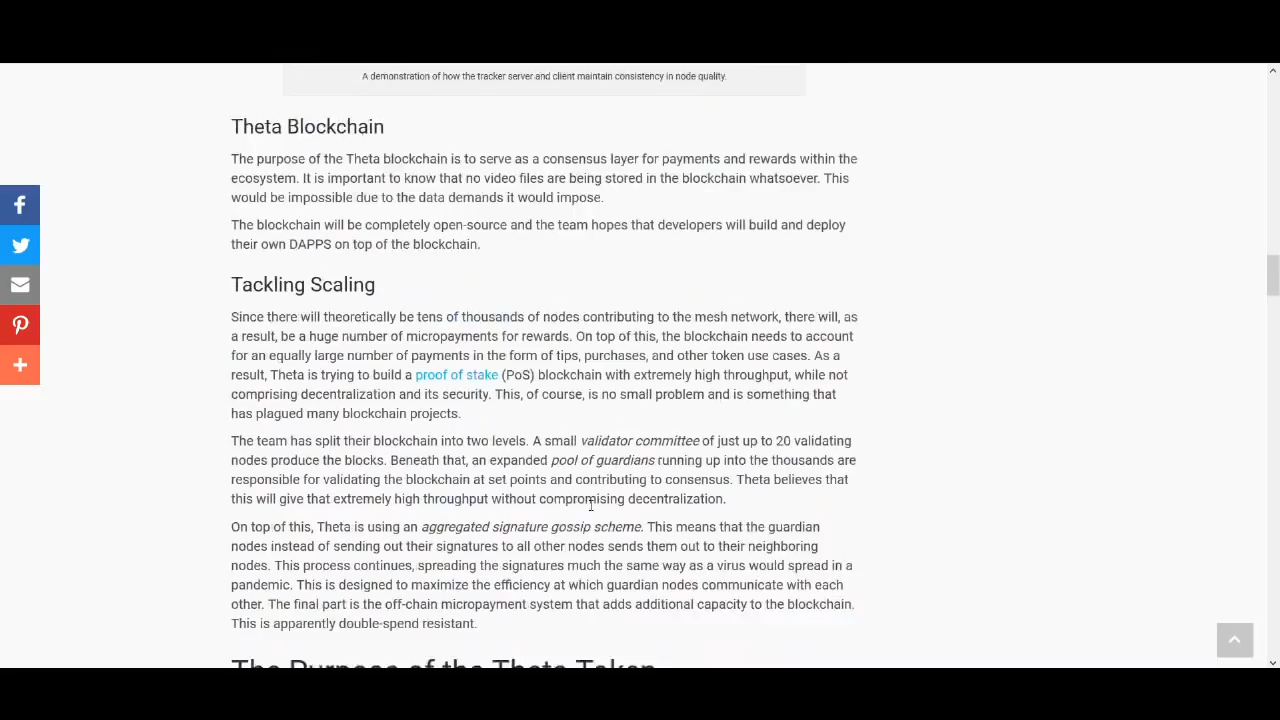 A demonstration of how the tracker server and client maintain consistency in node quality.
Theta Blockchain
The purpose of the Theta blockchain is to serve as a consensus layer for payments and rewards within the
ecosystem. It is important to know that no video files are being stored in the blockchain whatsoever. This
would be impossible due to the data demands it would impose.
The blockchain will be completely open-source and the team hopes that developers will build and deploy
their own DAPPS on top of the blockchain.
Tackling Scaling
Since there will theoretically be tens of thousands of nodes contributing to the mesh network, there will, as
a result, be a huge number of micropayments for rewards. On top of this, the blockchain needs to account
for an equally large number of payments in the form of tips, purchases, and other token use cases. As a
result, Theta is trying to build a proof of stake (PoS) blockchain with extremely high throughput, while not
comprising decentralization and its security. This, of course, is no small problem and is something that
has plagued many blockchain projects.
The team has split their blockchain into two levels. A small validator committee of just up to 20 validating
nodes produce the blocks. Beneath that, an expanded pool of guardians running up into the thousands are
responsible for validating the blockchain at set points and contributing to consensus. Theta believes that
this will give that extremely high throughput without compromising decentralization.
On top of this, Theta is using an aggregated signature gossip scheme. This means that the guardian
nodes instead of sending out their signatures to all other nodes sends them out to their neighboring
nodes. This process continues, spreading the signatures much the same way as a virus would spread in a
pandemic. This is designed to maximize the efficiency at which guardian nodes communicate with each
other. The final part is the off-chain micropayment system that adds additional capacity to the blockchain.
This is apparently double-spend resistant.
The Purpose of the Theta Token